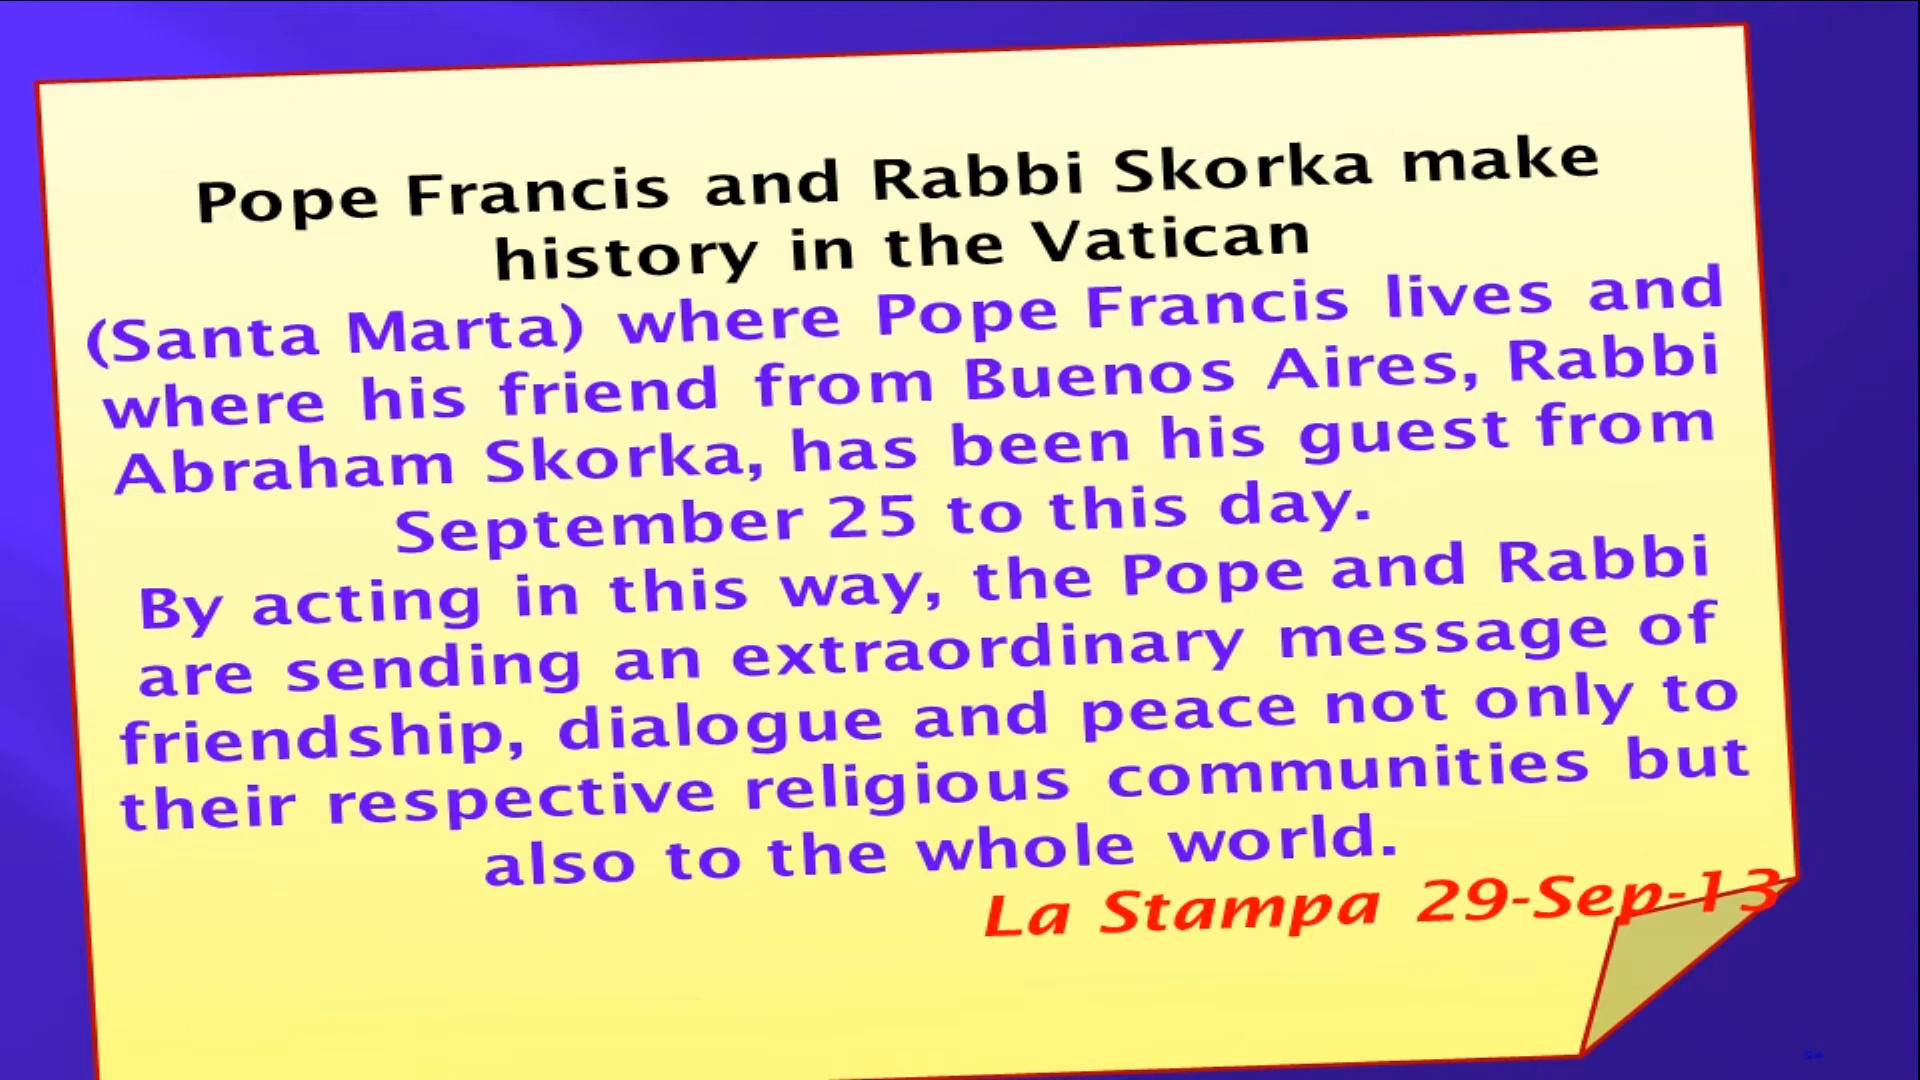 Pope Francis and Rabbi Skorka make
history in the Vatican
(Santa Marta) where Pope Francis lives and
where his friend from Buenos Aires, Rabbi
Abraham Skorka, has been his guest from
September 25 to this day.
By acting in this way, the Pope and Rabbi
are sending an extraordinary message of
friendship, dialogue and peace not only to
their respective religious communities but
also to the whole world.
La Stampa 29-Sep-13